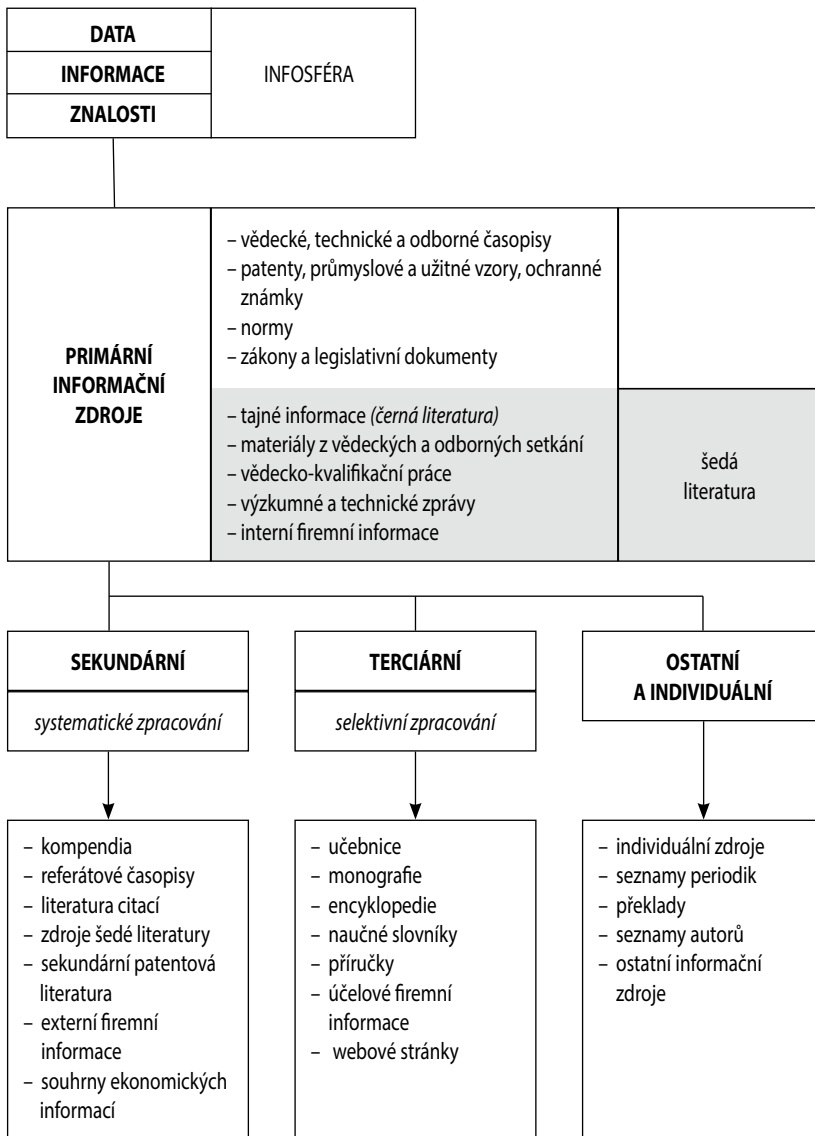 DATA
INFORMACE
ZNALOSTI
INFOSFÉRA
PRIMÁRNÍ
INFORMAČNÍ
ZDROJE
– vědecké, technické a odborné časopisy
– patenty, průmyslové a užitné vzory, ochranné
známky
– normy
– zákony a legislativní dokumenty
– tajné informace (černá literatura)
– materiály z vědeckých a odborných setkání
– vědecko-kvalifikační práce
– výzkumné a technické zprávy
– interní firemní informace
šedá
literatura
SEKUNDÁRNÍ
systematické zpracování
– kompendia
– referátové časopisy
– literatura citací
– zdroje šedé literatury
– sekundární patentová
literatura
– externí firemní
informace
– souhrny ekonomických
informací
TERCIÁRNÍ
selektivní zpracování
– učebnice
– monografie
– encyklopedie
– naučné slovníky
– příručky
– účelové firemní
informace
– webové stránky
OSTATNÍ
A INDIVIDUÁLNÍ
– individuální zdroje
– seznamy periodik
– překlady
– seznamy autorů
– ostatní informační
zdroje